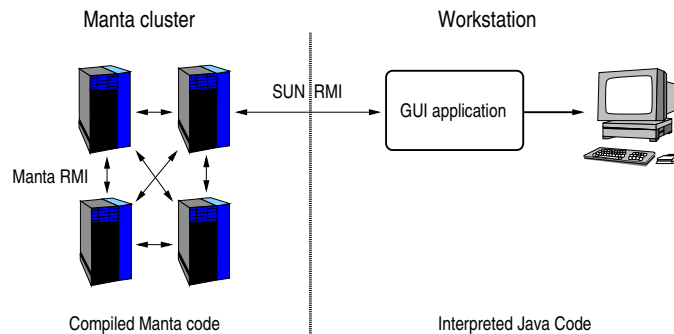 Manta cluster
Workstation
SUN RMI
GUI application
Manta RMI
Compiled Manta code
Interpreted Java Code